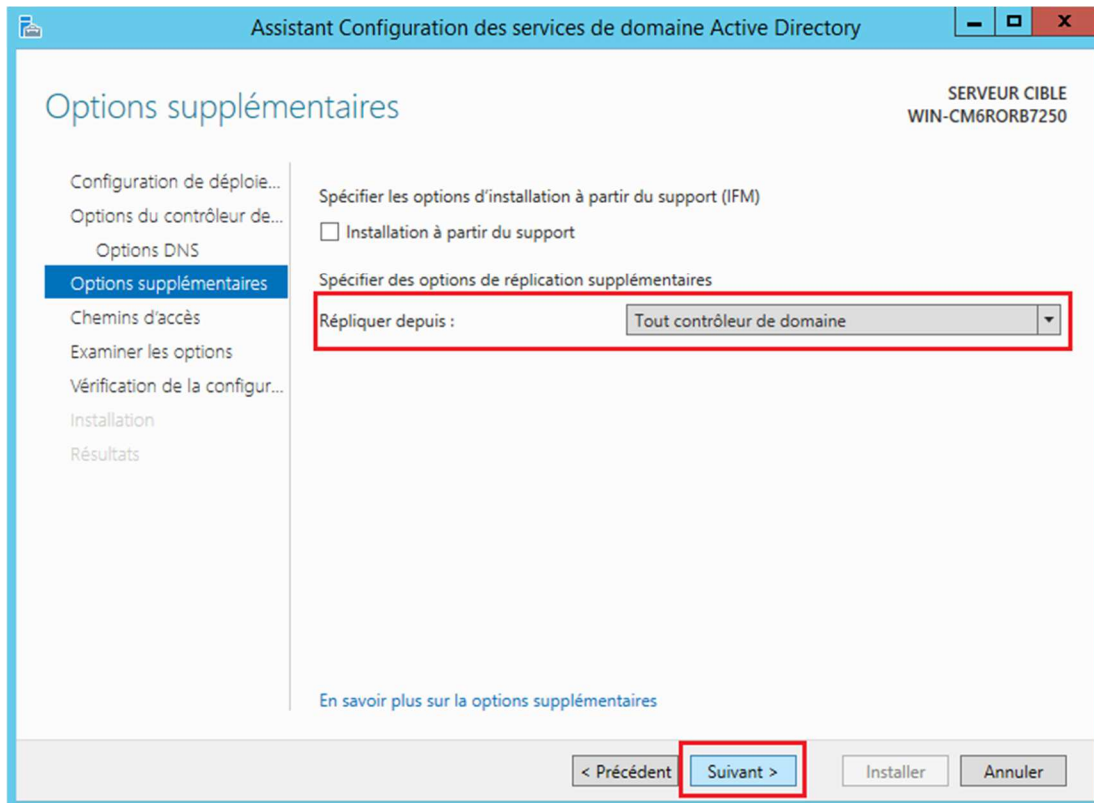 Assistant Configuration des services de domaine Active Directory
Options supplémentaires
SERVEUR CIBLE
WIN-CM6RORB7250
Configuration de déploie...
Options du contrôleur de...
Options DNS
Options supplémentaires
Chemins d'accès
Examiner les options
Vérification de la configur...
Installation
Résultats
Spécifier les options d'installation à partir du support (IFM)
Installation à partir du support
Spécifier des options de réplication supplémentaires
Répliquer depuis :
Tout contrôleur de domaine
En savoir plus sur la options supplémentaires
< Précédent
Suivant >
Installer
Annuler